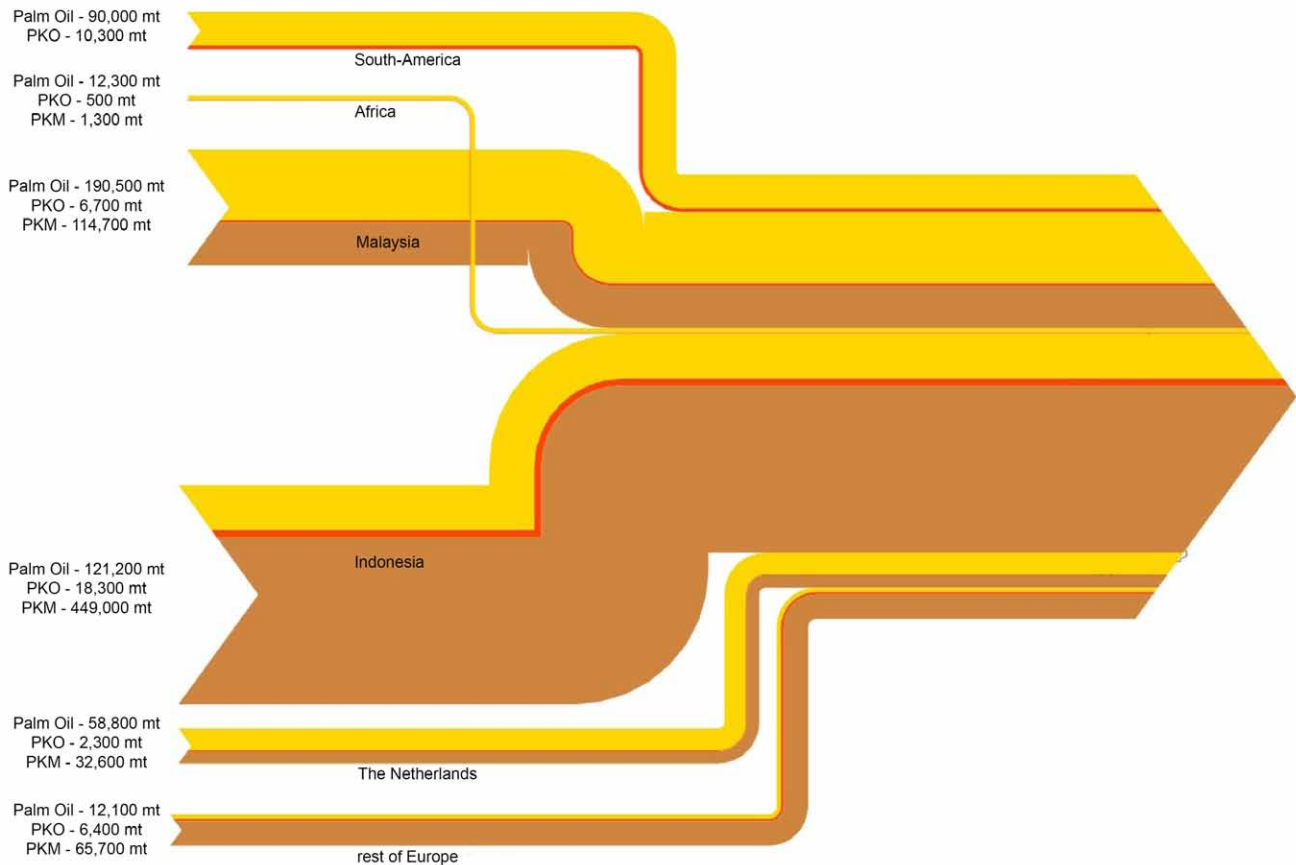 Palm Oil - 90,000 mt
PKO - 10,300 mt
South-America
Palm Oil - 12,300 mt
PKO - 500 mt
PKM - 1,300 mt
Africa
Palm Oil - 190,500 mt
PKO - 6,700 mt
PKM - 114,700 mt
Malaysia
Palm Oil - 121,200 mt
PKO - 18,300 mt
PKM - 449,000 mt
Indonesia
Palm Oil - 58,800 mt
PKO - 2,300 mt
PKM - 32,600 mt
The Netherlands
Palm Oil - 12,100 mt
PKO - 6,400 mt
PKM - 65,700 mt
rest of Europe